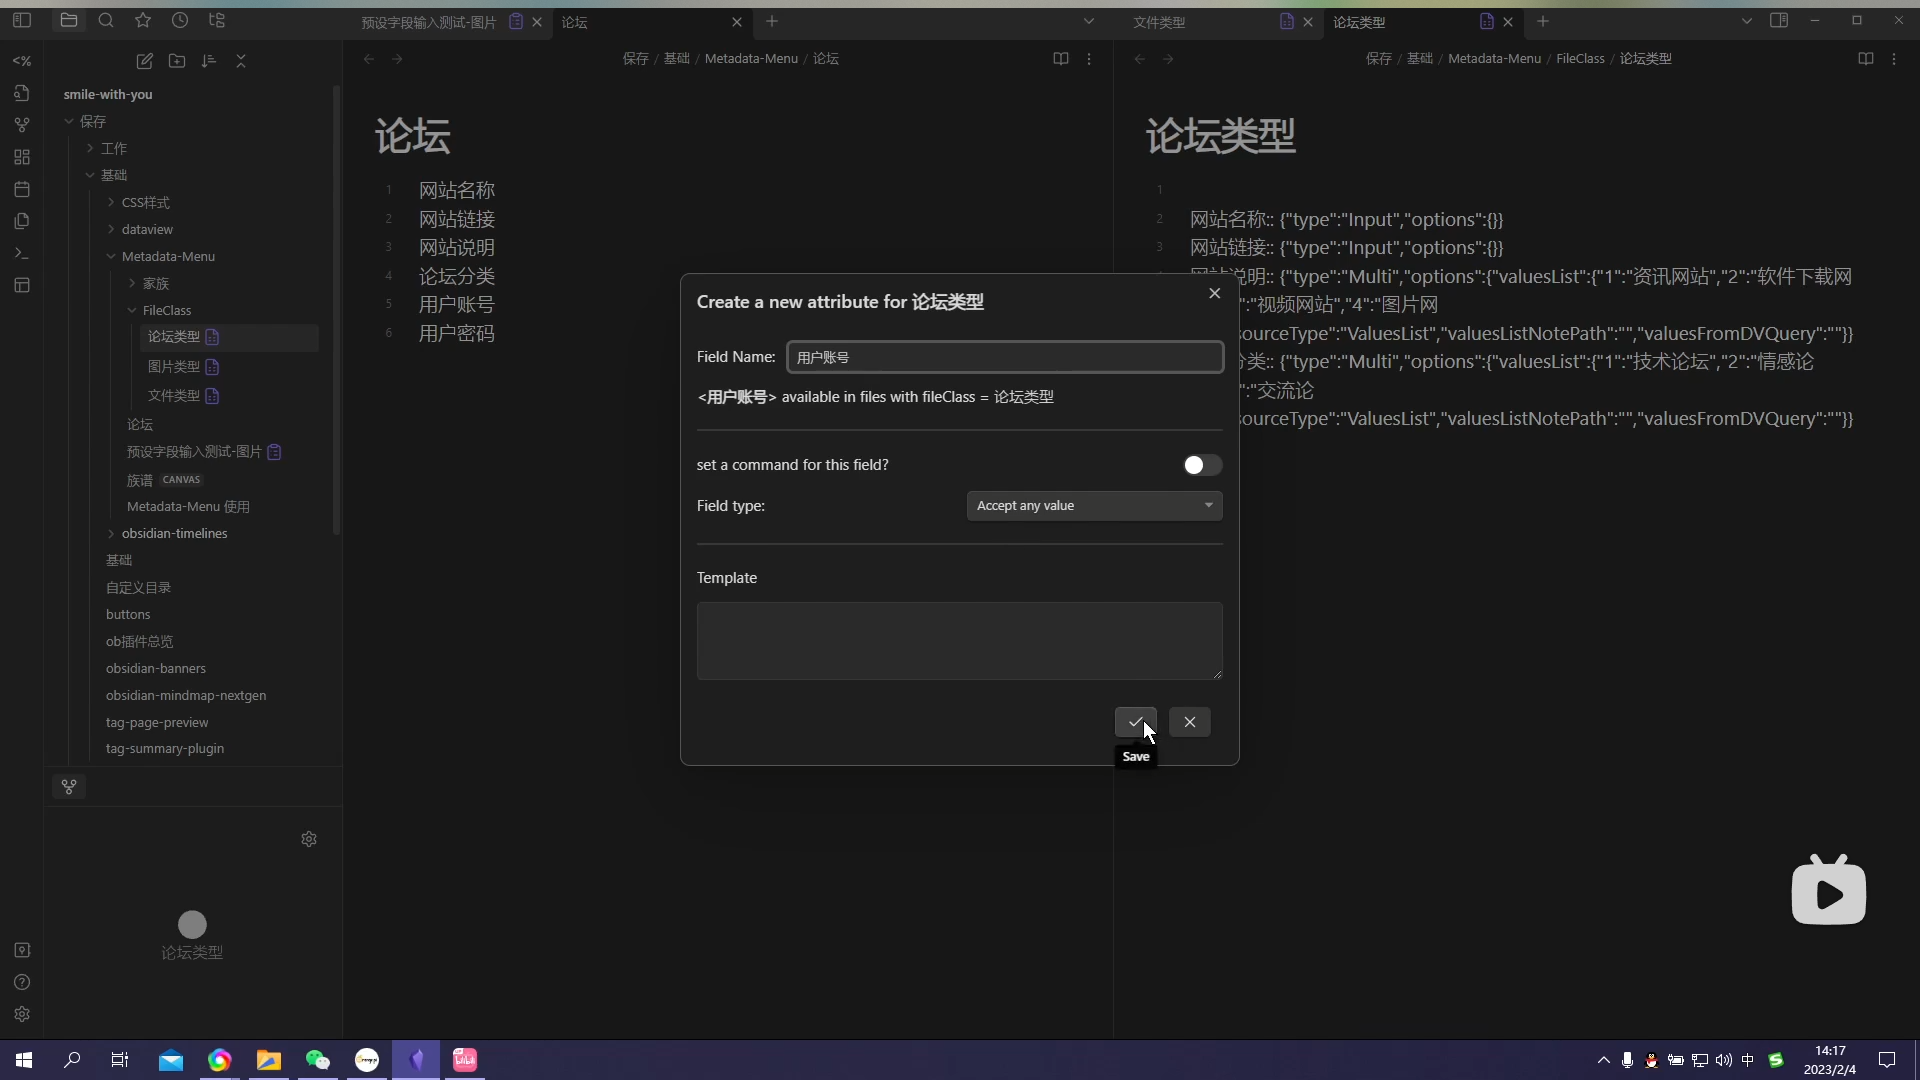 预设字段输入测试-图片
论坛
文件类型
论坛类型
smile-with-you
保存
工作
基础
CSS样式
dataview
Metadata-Menu
家族
FileClass
论坛类型
图片类型
文件类型
论坛
预设字段输入测试-图片
族谱 CANVAS
Metadata-Menu 使用
obsidian-timelines
基础
自定义目录
buttons
ob插件总览
obsidian-banners
obsidian-mindmap-nextgen
tag-page-preview
tag-summary-plugin
论坛类型
保存 / 基础 / Metadata-Menu / 论坛
论坛
1 网站名称
2 网站链接
3 网站说明
4 论坛分类
5 用户账号
6 用户密码
保存 / 基础 / Metadata-Menu / FileClass / 论坛类型
论坛类型
1
2 网站名称:: {"type":"Input","options":{}}
3 网站链接:: {"type":"Input","options":{}}
说明:: {"type":"Multi","options":{"valuesList":{"1":"资讯网站","2":"软件下载网
":"视频网站","4":"图片网
sourceType":"ValuesList","valuesListNotePath":"","valuesFromDVQuery":""}}
类:: {"type":"Multi","options":{"valuesList":{"1":"技术论坛","2":"情感论
":"交流论
sourceType":"ValuesList","valuesListNotePath":"","valuesFromDVQuery":""}}
Create a new attribute for 论坛类型
Field Name: 用户账号
<用户账号> available in files with fileClass = 论坛类型
set a command for this field?
Field type: Accept any value
Template
Save
中
14:17
2023/2/4